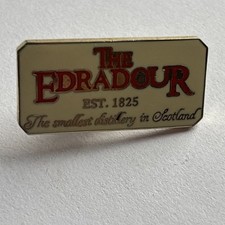 THE
EDRADOUR
EST. 1825
The smallest distillery in Scotland